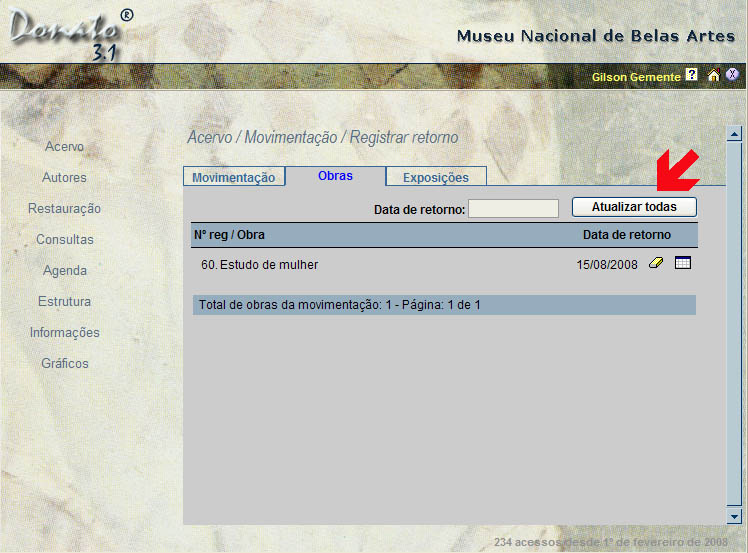 Donato ®
3.1
Museu Nacional de Belas Artes
Gilson Gemente ? X
Acervo / Movimentação / Registrar retorno
Acervo
Autores
Restauração
Consultas
Agenda
Estrutura
Informações
Gráficos
Movimentação Obras Exposições
Data de retorno: Atualizar todas
Nº reg / Obra Data de retorno
60. Estudo de mulher 15/08/2008
Total de obras da movimentação: 1 - Página: 1 de 1
234 acessos desde 1º de fevereiro de 2008